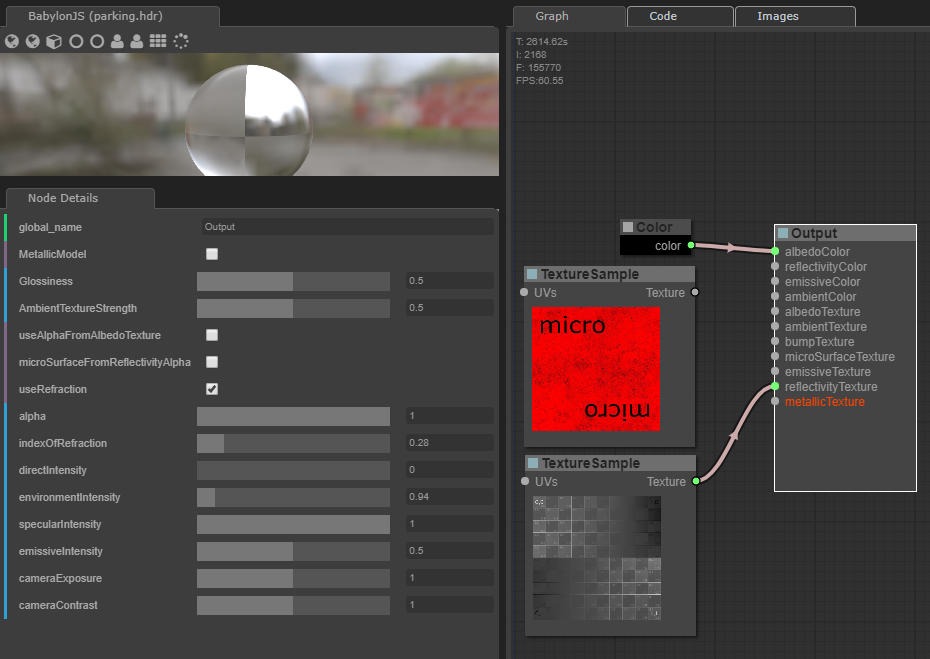 BabylonJS (parking.hdr)
Node Details
global_name
Output
MetallicModel
Glossiness
0.5
AmbientTextureStrength
0.5
useAlphaFromAlbedoTexture
microSurfaceFromReflectivityAlpha
useRefraction
alpha
1
indexOfRefraction
0.28
directIntensity
0
environmentIntensity
0.94
specularIntensity
1
emissiveIntensity
0.5
cameraExposure
1
cameraContrast
1
Graph
Code
Images
T: 2614.62s
I: 2168
F: 155770
FPS:60.55
Color
color
TextureSample
UVs
Texture
micro
micro
TextureSample
UVs
Texture
Output
albedoColor
reflectivityColor
emissiveColor
ambientColor
albedoTexture
ambientTexture
bumpTexture
microSurfaceTexture
emissiveTexture
reflectivityTexture
metallicTexture